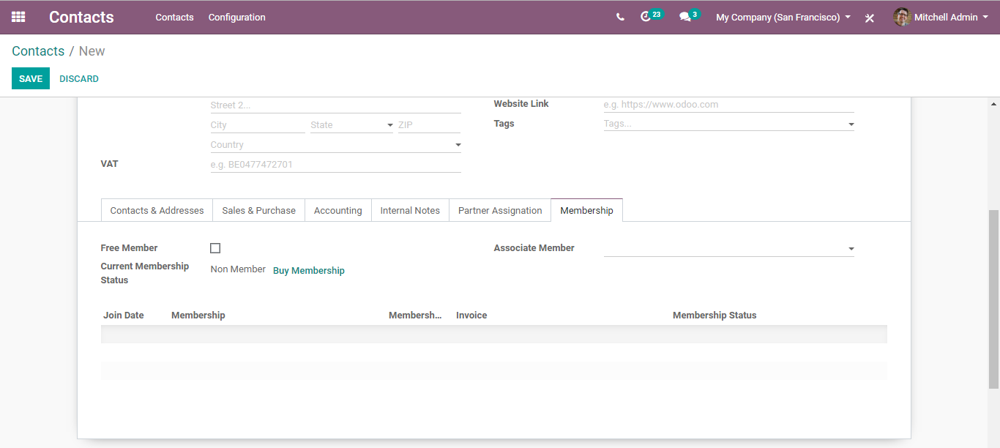 Contacts Contacts Configuration 23 3 My Company (San Francisco) Mitchell Admin
Contacts / New
SAVE DISCARD
Street 2... Website Link e.g. https://www.odoo.com
City State ZIP Tags Tags...
Country
VAT e.g. BE0477472701
Contacts & Addresses Sales & Purchase Accounting Internal Notes Partner Assignation Membership
Free Member Associate Member
Current Membership Status Non Member Buy Membership
Join Date Membership Membersh... Invoice Membership Status